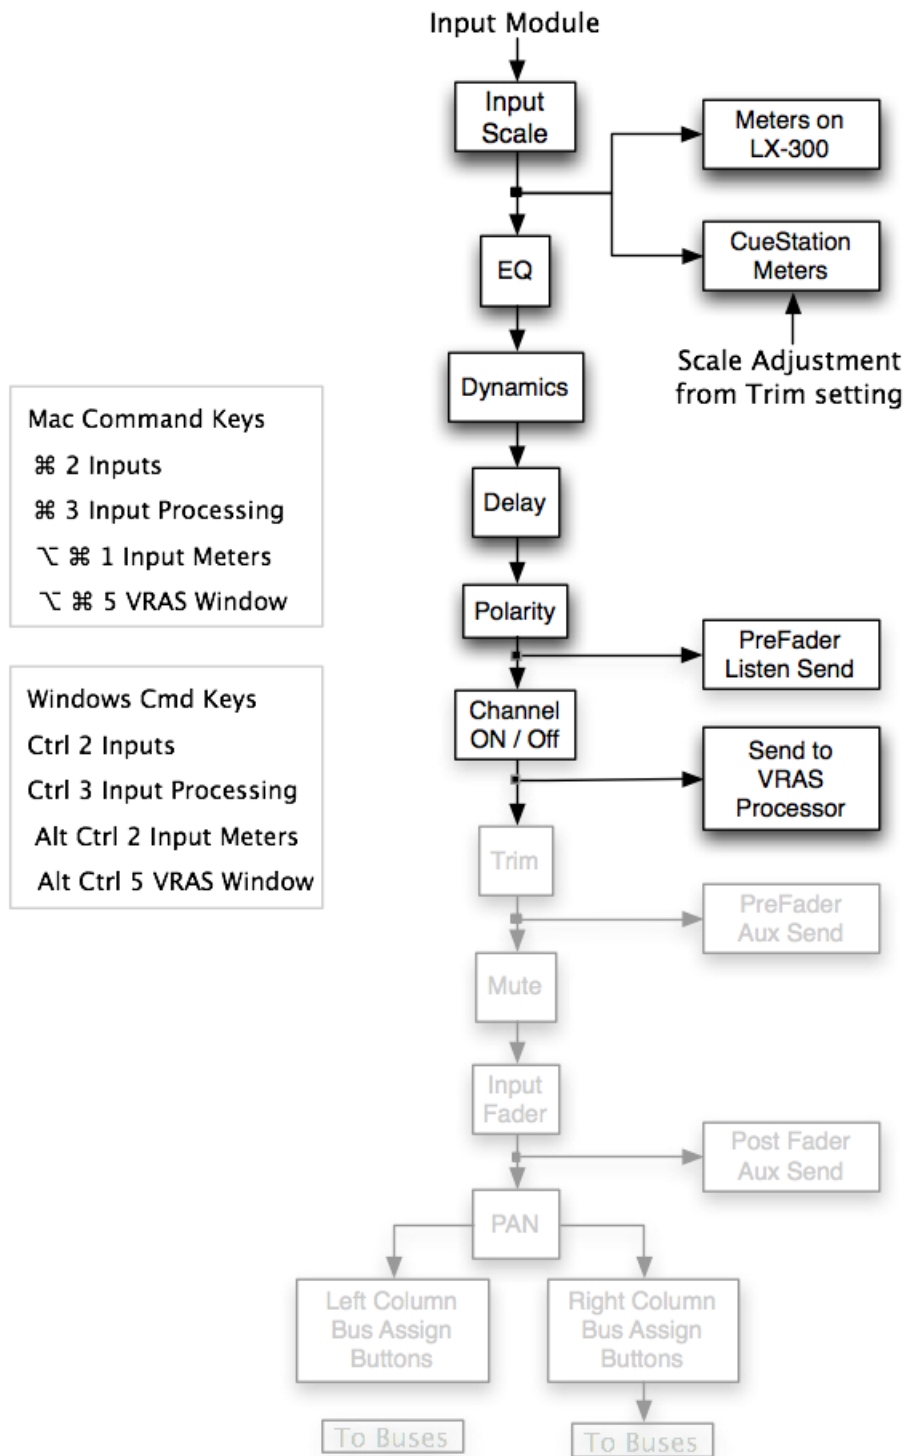 Input Module
Input
Scale
Meters on
LX-300
CueStation
Meters
EQ
Scale Adjustment
from Trim setting
Dynamics
Mac Command Keys
⌘ 2 Inputs
⌘ 3 Input Processing
⌥ ⌘ 1 Input Meters
⌥ ⌘ 5 VRAS Window
Delay
Polarity
PreFader
Listen Send
Windows Cmd Keys
Ctrl 2 Inputs
Ctrl 3 Input Processing
Alt Ctrl 2 Input Meters
Alt Ctrl 5 VRAS Window
Channel
ON / Off
Send to
VRAS
Processor
Trim
PreFader
Aux Send
Mute
Input
Fader
Post Fader
Aux Send
PAN
Left Column
Bus Assign
Buttons
Right Column
Bus Assign
Buttons
To Buses
To Buses